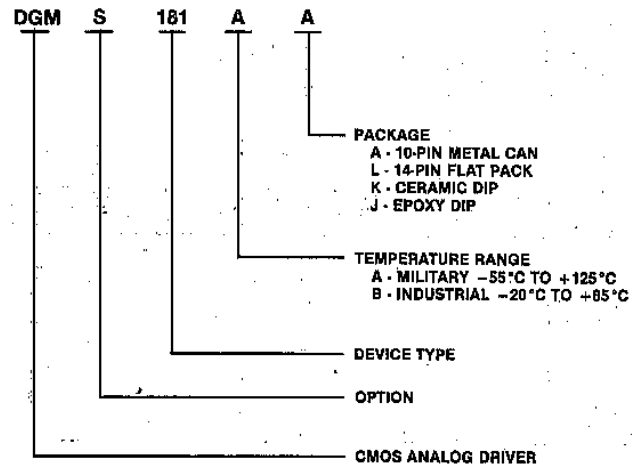 DGM S 181 A A
PACKAGE
A - 10-PIN METAL CAN
L - 14-PIN FLAT PACK
K - CERAMIC DIP
J - EPOXY DIP
TEMPERATURE RANGE
A - MILITARY −55°C TO +125°C
B - INDUSTRIAL −20°C TO +85°C
DEVICE TYPE
OPTION
CMOS ANALOG DRIVER